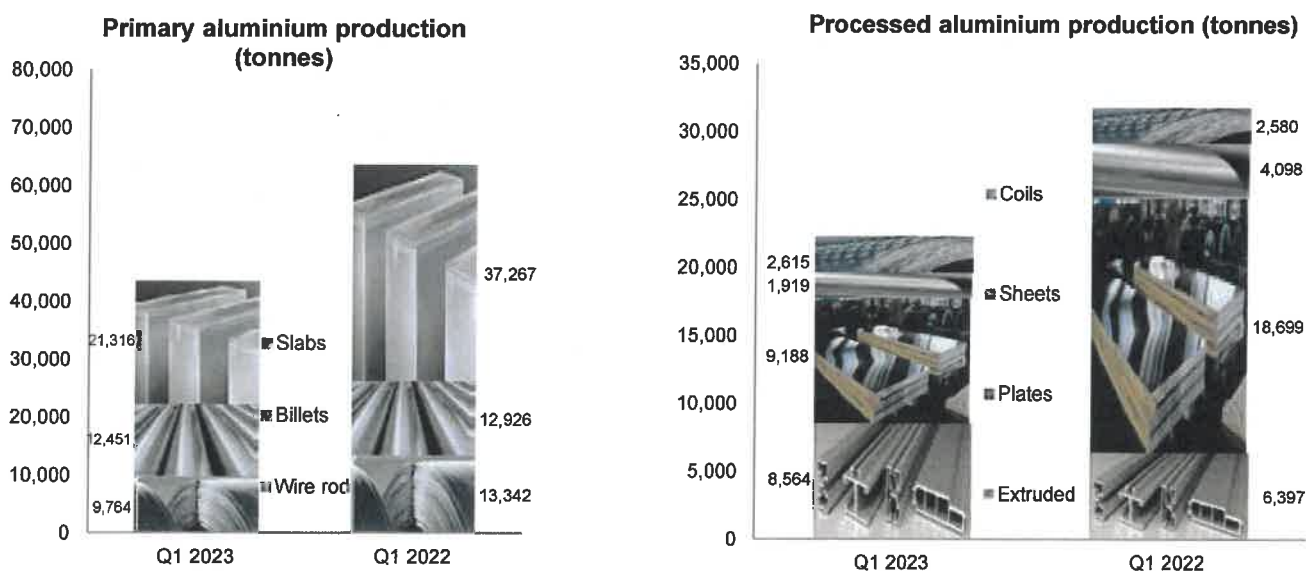 Primary aluminium production
(tonnes)
80,000
70,000
60,000
50,000
40,000
30,000
20,000
10,000
0
21,316
12,451
9,764
■ Slabs
■ Billets
■ Wire rod
37,267
12,926
13,342
Q1 2023
Q1 2022
Processed aluminium production (tonnes)
35,000
30,000
25,000
20,000
15,000
10,000
5,000
0
2,615
1,919
9,188
8,564
■ Coils
■ Sheets
■ Plates
■ Extruded
2,580
4,098
18,699
6,397
Q1 2023
Q1 2022